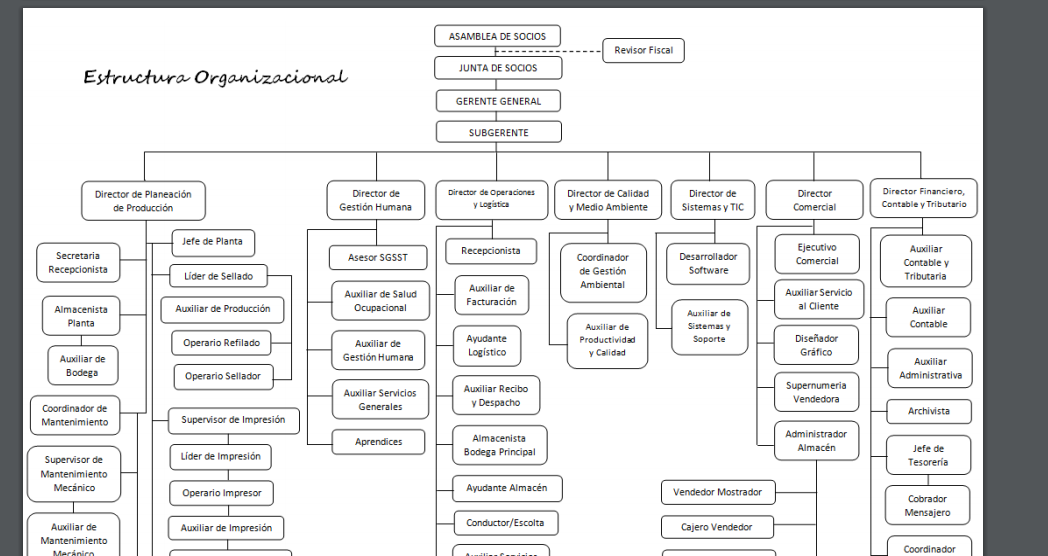 ASAMBLEA DE SOCIOS
Revisor Fiscal
JUNTA DE SOCIOS
Estructura Organizacional
GERENTE GENERAL
SUBGERENTE
Director de Planeación
de Producción
Director de
Gestión Humana
Director de Operaciones
y Logística
Director de Calidad
y Medio Ambiente
Director de
Sistemas y TIC
Director
Comercial
Director Financiero,
Contable y Tributario
Secretaria
Recepcionista
Almacenista
Planta
Auxiliar de
Bodega
Coordinador de
Mantenimiento
Supervisor de
Mantenimiento
Mecánico
Auxiliar de
Mantenimiento
Mecánico
Jefe de Planta
Líder de Sellado
Auxiliar de Producción
Operario Refilado
Operario Sellador
Supervisor de Impresión
Líder de Impresión
Operario Impresor
Auxiliar de Impresión
Asesor SGSST
Auxiliar de Salud
Ocupacional
Auxiliar de
Gestión Humana
Auxiliar Servicios
Generales
Aprendices
Recepcionista
Auxiliar de
Facturación
Ayudante
Logístico
Auxiliar Recibo
y Despacho
Almacenista
Bodega Principal
Ayudante Almacén
Conductor/Escolta
Auxiliar Servicios
Coordinador
de Gestión
Ambiental
Auxiliar de
Productividad
y Calidad
Desarrollador
Software
Auxiliar de
Sistemas y
Soporte
Ejecutivo
Comercial
Auxiliar Servicio
al Cliente
Diseñador
Gráfico
Supernumeria
Vendedora
Administrador
Almacén
Vendedor Mostrador
Cajero Vendedor
Auxiliar
Contable y
Tributaria
Auxiliar
Contable
Auxiliar
Administrativa
Archivista
Jefe de
Tesorería
Cobrador
Mensajero
Coordinador